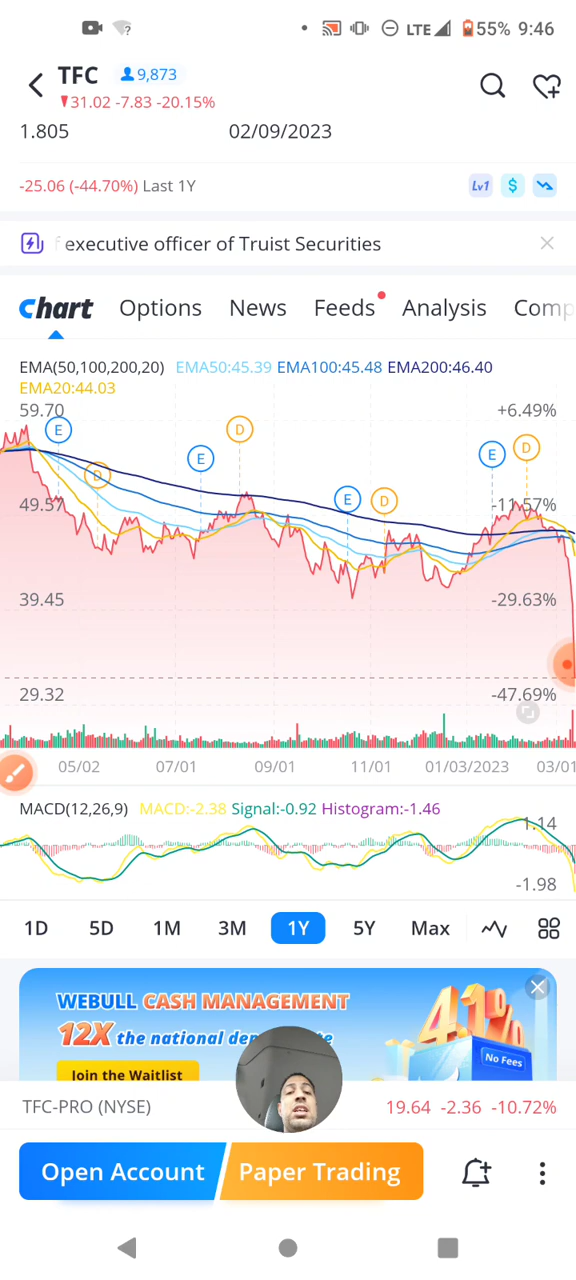 LTE 55% 9:46
TFC 9,873
31.02 -7.83 -20.15%
1.805 02/09/2023
-25.06 (-44.70%) Last 1Y Lv1 $
executive officer of Truist Securities
Chart Options News Feeds Analysis Comp
EMA(50,100,200,20) EMA50:45.39 EMA100:45.48 EMA200:46.40
EMA20:44.03
59.70 +6.49%
E D E E D D E D
49.57 -11.57%
39.45 -29.63%
29.32 -47.69%
05/02 07/01 09/01 11/01 01/03/2023 03/01
MACD(12,26,9) MACD:-2.38 Signal:-0.92 Histogram:-1.46
1.14
-1.98
1D 5D 1M 3M 1Y 5Y Max
WEBULL CASH MANAGEMENT
12X the national
4.1%
No Fees
Join the Waitlist
TFC-PRO (NYSE) 19.64 -2.36 -10.72%
Open Account Paper Trading